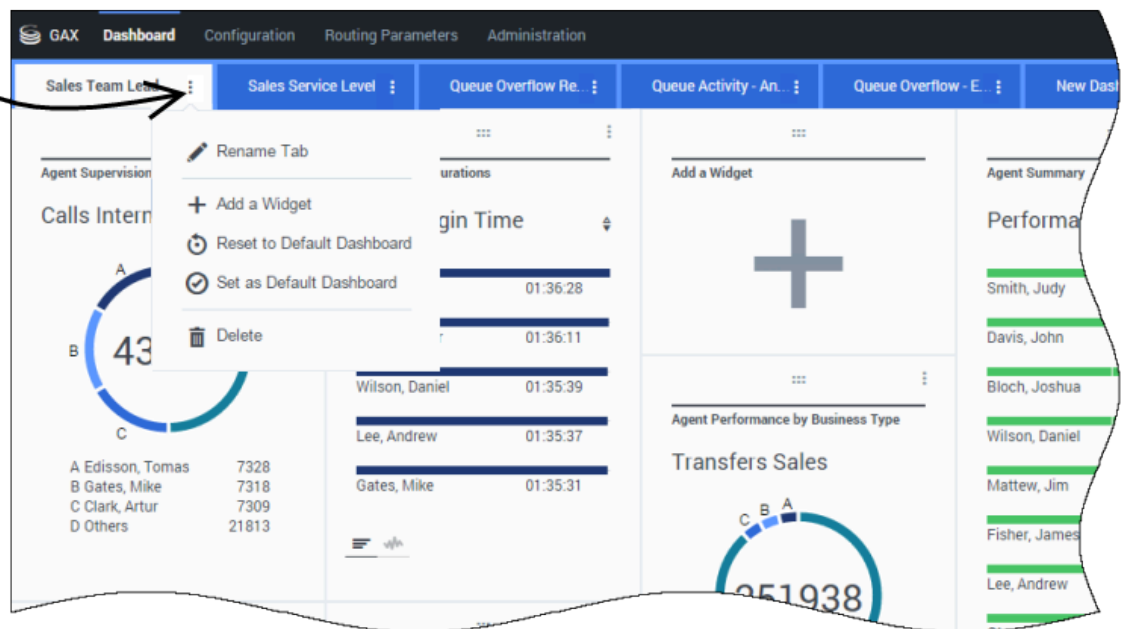 GAX Dashboard Configuration Routing Parameters Administration
Sales Team Lead Sales Service Level Queue Overflow Re... Queue Activity - An... Queue Overflow - E... New Das
Rename Tab
Add a Widget
Reset to Default Dashboard
Set as Default Dashboard
Delete
Agent Supervision
Calls Intern
A
B
C
43
A Edisson, Tomas 7328
B Gates, Mike 7318
C Clark, Artur 7309
D Others 21813
urations
gin Time
01:36:28
r 01:36:11
Wilson, Daniel 01:35:39
Lee, Andrew 01:35:37
Gates, Mike 01:35:31
Add a Widget
Agent Performance by Business Type
Transfers Sales
C B A
251938
Agent Summary
Performa
Smith, Judy
Davis, John
Bloch, Joshua
Wilson, Daniel
Mattew, Jim
Fisher, James
Lee, Andrew